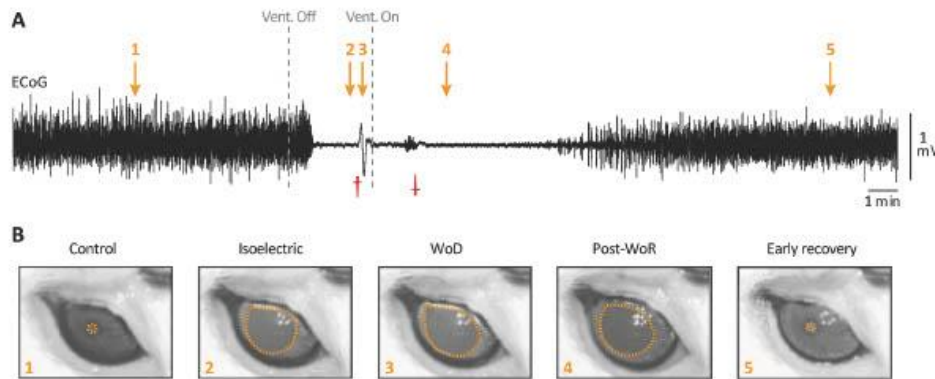 A
Vent. Off Vent. On
1 2 3 4 5
ECoG
1
mV
1 min
B
Control Isoelectric WoD Post-WoR Early recovery
1 2 3 4 5